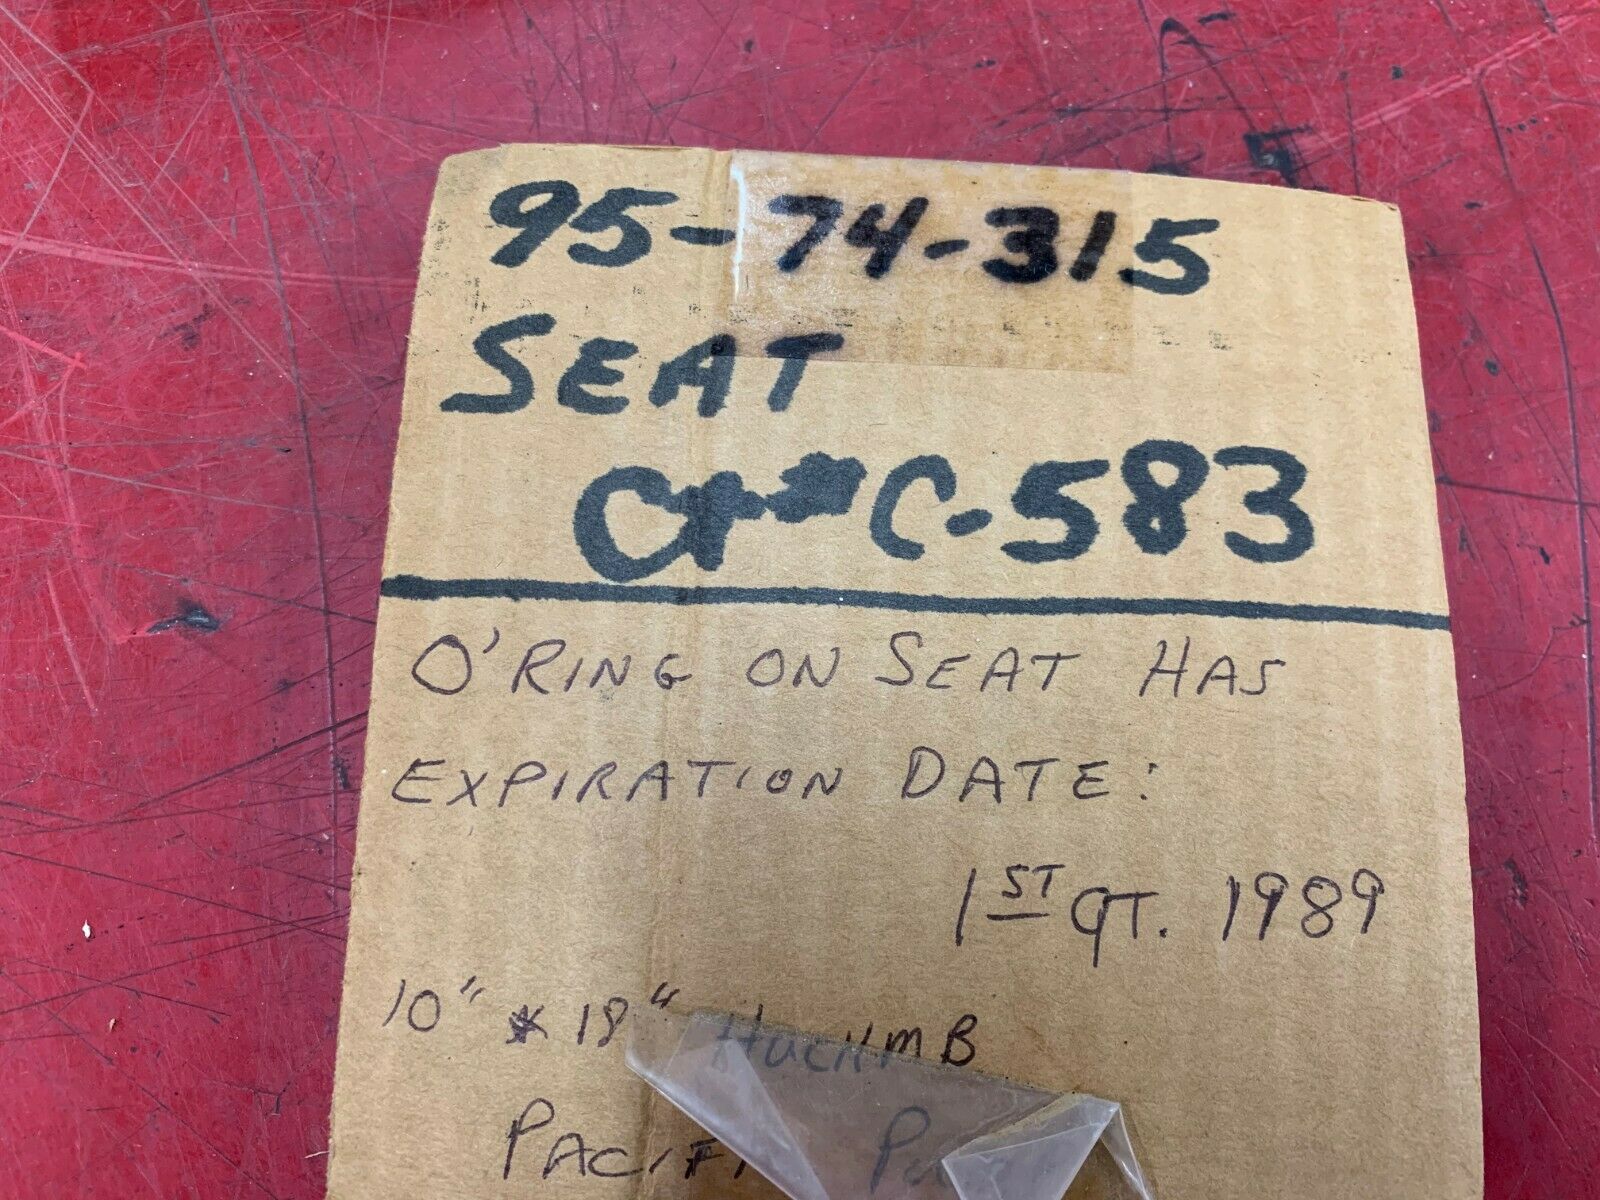 95-74-315
SEAT
C-583
O'RING ON SEAT HAS
EXPIRATION DATE:
1ST QT. 1989
10" x 18"